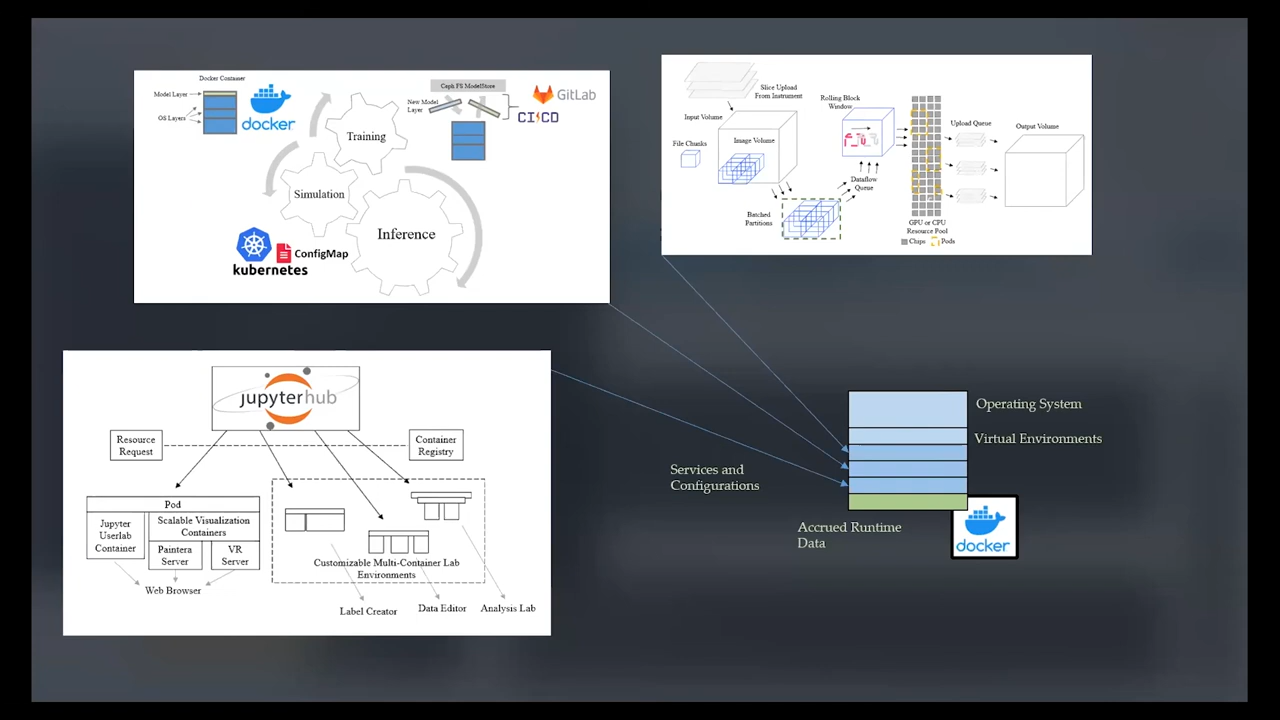 Docker Container
Model Layer
OS Layers
docker
Training
Simulation
Inference
kubernetes
ConfigMap
Ceph FS ModelStore
New Model
Layer
GitLab
CI CD
Slice Upload
From Instrument
Input Volume
File Chunks
Image Volume
Batched
Partitions
Rolling Block
Window
Dataflow
Queue
GPU or CPU
Resource Pool
Chips
Pods
Upload Queue
Output Volume
jupyterhub
Resource
Request
Container
Registry
Pod
Jupyter
Userlab
Container
Scalable Visualization
Containers
Paintera
Server
VR
Server
Web Browser
Customizable Multi-Container Lab
Environments
Label Creator
Data Editor
Analysis Lab
Operating System
Virtual Environments
Services and
Configurations
Accrued Runtime
Data
docker